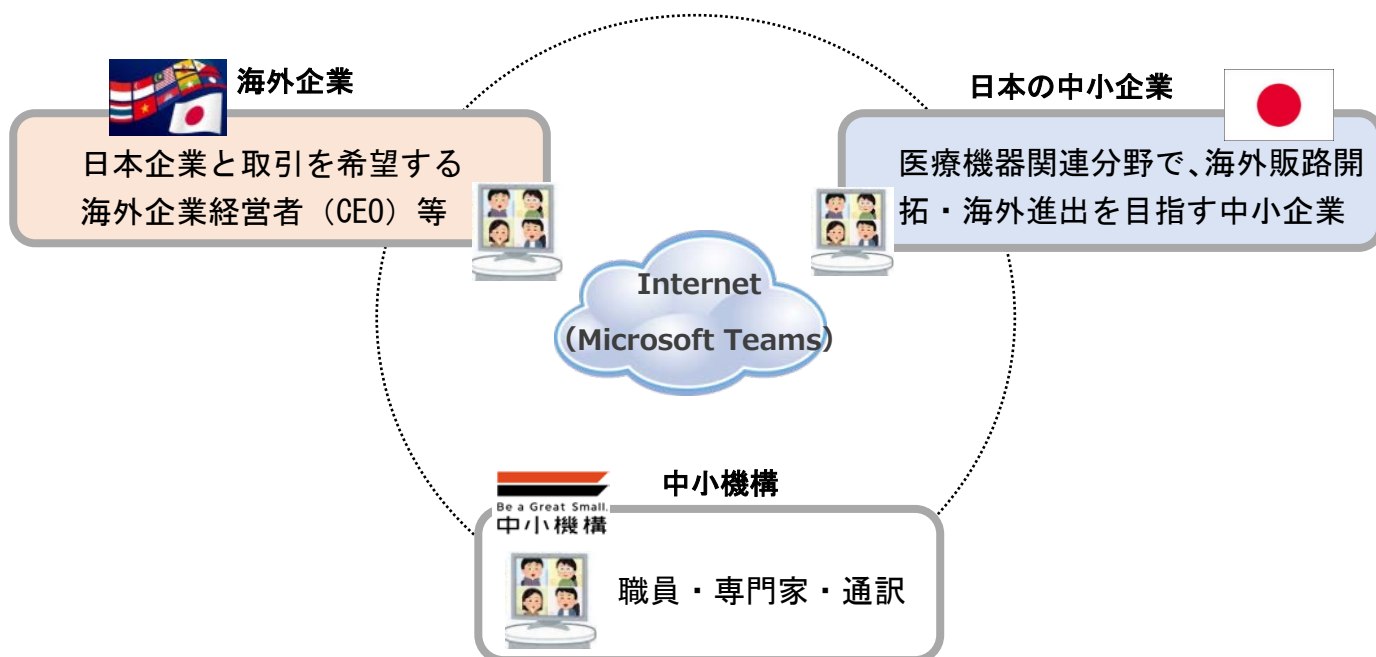 海外企業
日本企業と取引を希望する
海外企業経営者（CEO）等
日本の中小企業
医療機器関連分野で、海外販路開
拓・海外進出を目指す中小企業
Internet
（Microsoft Teams）
中小機構
Be a Great Small.
中小機構
職員・専門家・通訳